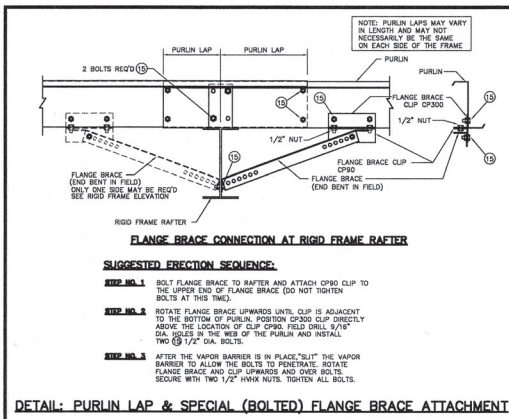 NOTE: PURLIN LAPS MAY VARY
IN LENGTH AND MAY NOT
NECESSARILY BE THE SAME
ON EACH SIDE OF THE FRAME
PURLIN LAP
PURLIN LAP
PURLIN
2 BOLTS REQ'D 15
PURLIN
15
15
FLANGE BRACE
CLIP CP300
15
1/2" NUT
1/2" NUT
15
FLANGE BRACE CLIP
CP90
15
FLANGE BRACE
(END BENT IN FIELD)
ONLY ONE SIDE MAY BE REQ'D
SEE RIGID FRAME ELEVATION
FLANGE BRACE
(END BENT IN FIELD)
RIGID FRAME RAFTER
FLANGE BRACE CONNECTION AT RIGID FRAME RAFTER
SUGGESTED ERECTION SEQUENCE:
STEP NO. 1 BOLT FLANGE BRACE TO RAFTER AND ATTACH CP90 CLIP TO
THE UPPER END OF FLANGE BRACE (DO NOT TIGHTEN
BOLTS AT THIS TIME).
STEP NO. 2 ROTATE FLANGE BRACE UPWARDS UNTIL CLIP IS ADJACENT
TO THE BOTTOM OF PURLIN. POSITION CP300 CLIP DIRECTLY
ABOVE THE LOCATION OF CLIP CP90. FIELD DRILL 9/16"
DIA. HOLES IN THE WEB OF THE PURLIN AND INSTALL
TWO 15 1/2" DIA. BOLTS.
STEP NO. 3 AFTER THE VAPOR BARRIER IS IN PLACE,"SLIT" THE VAPOR
BARRIER TO ALLOW THE BOLTS TO PENETRATE. ROTATE
FLANGE BRACE AND CLIP UPWARDS AND OVER BOLTS.
SECURE WITH TWO 1/2" HVHX NUTS. TIGHTEN ALL BOLTS.
DETAIL: PURLIN LAP & SPECIAL (BOLTED) FLANGE BRACE ATTACHMENT